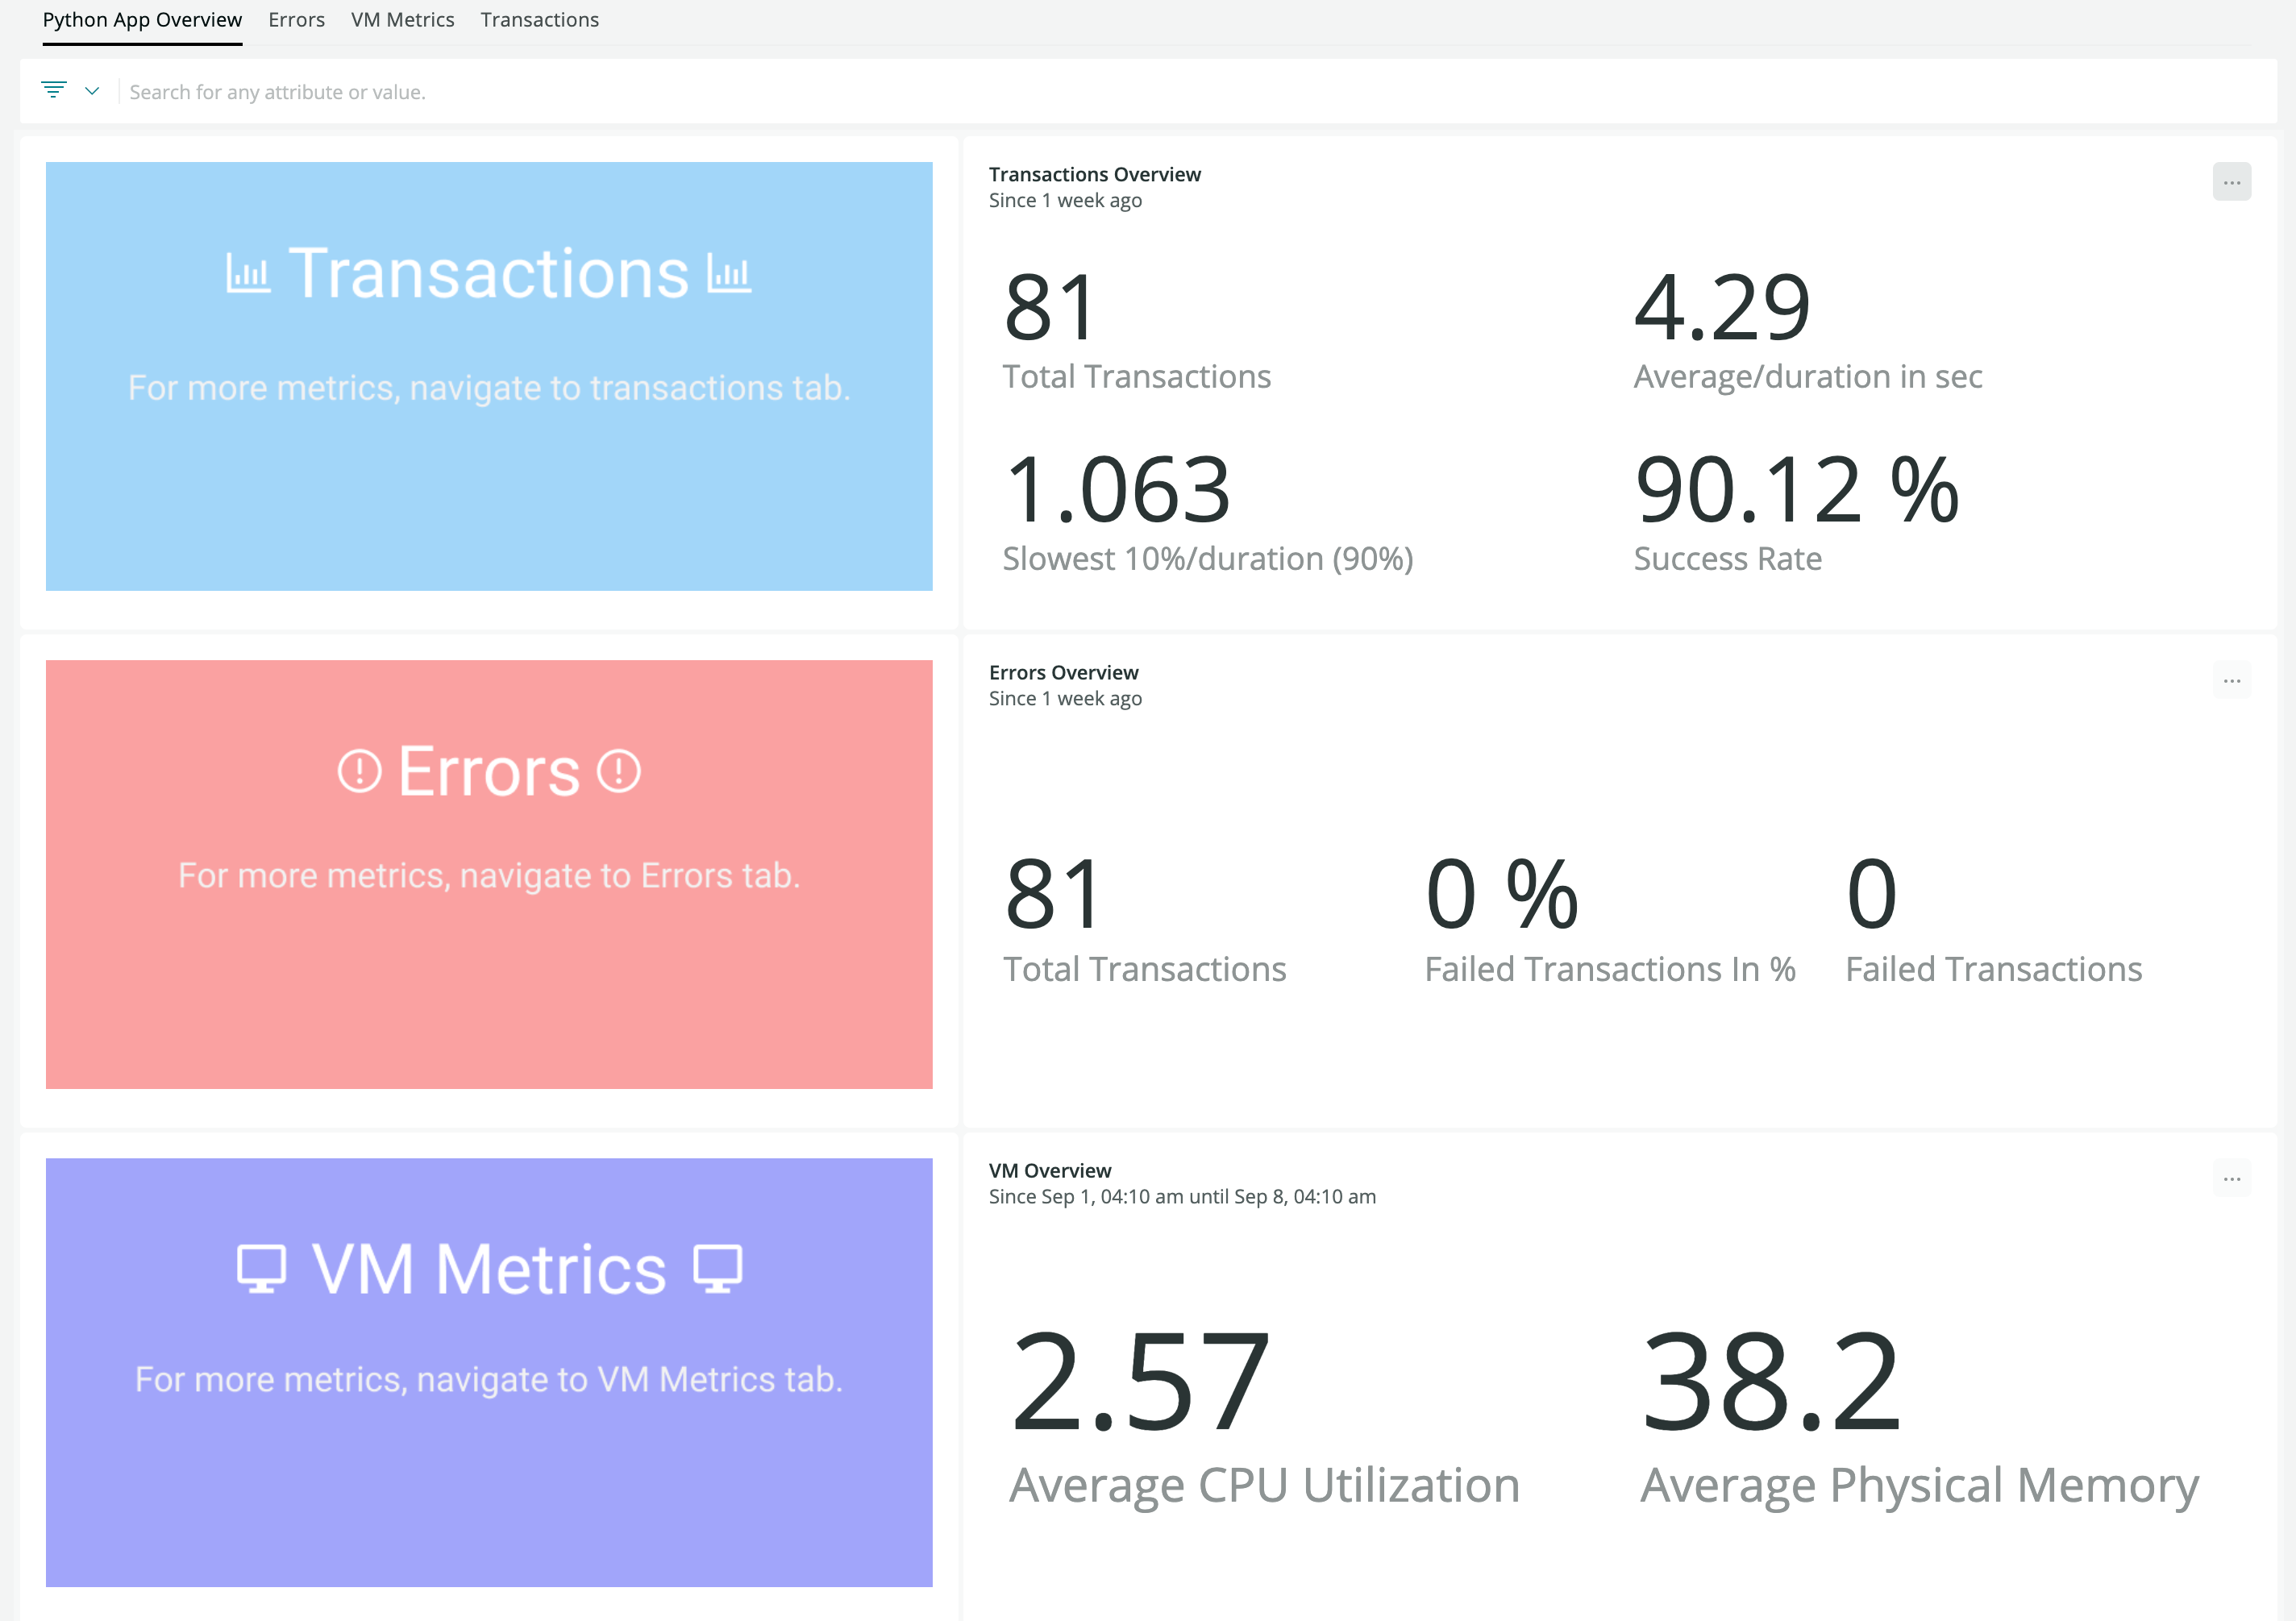 Python App Overview Errors VM Metrics Transactions
Search for any attribute or value.
Transactions
For more metrics, navigate to transactions tab.
Transactions Overview
Since 1 week ago
...
81
Total Transactions
4.29
Average/duration in sec
1.063
Slowest 10%/duration (90%)
90.12 %
Success Rate
Errors
For more metrics, navigate to Errors tab.
Errors Overview
Since 1 week ago
...
81
Total Transactions
0 %
Failed Transactions In %
0
Failed Transactions
VM Metrics
For more metrics, navigate to VM Metrics tab.
VM Overview
Since Sep 1, 04:10 am until Sep 8, 04:10 am
...
2.57
Average CPU Utilization
38.2
Average Physical Memory